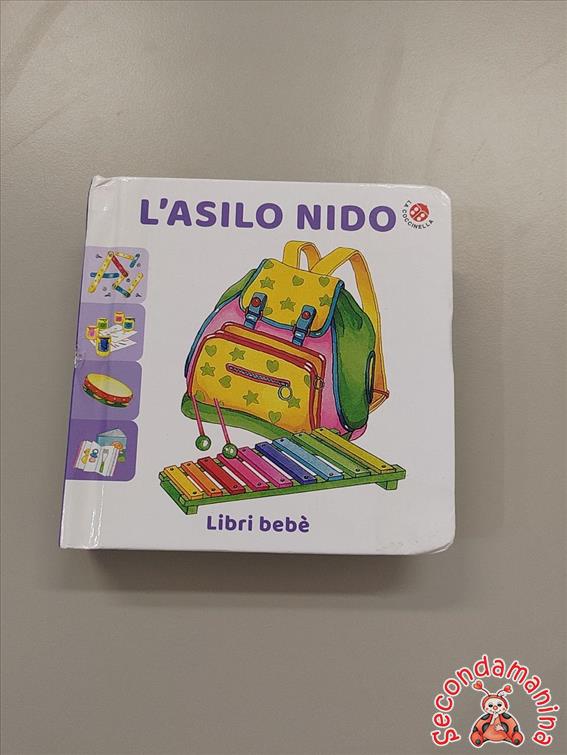 L'ASILO NIDO
LA COCCINELLA
Libri bebè
Secondamanina